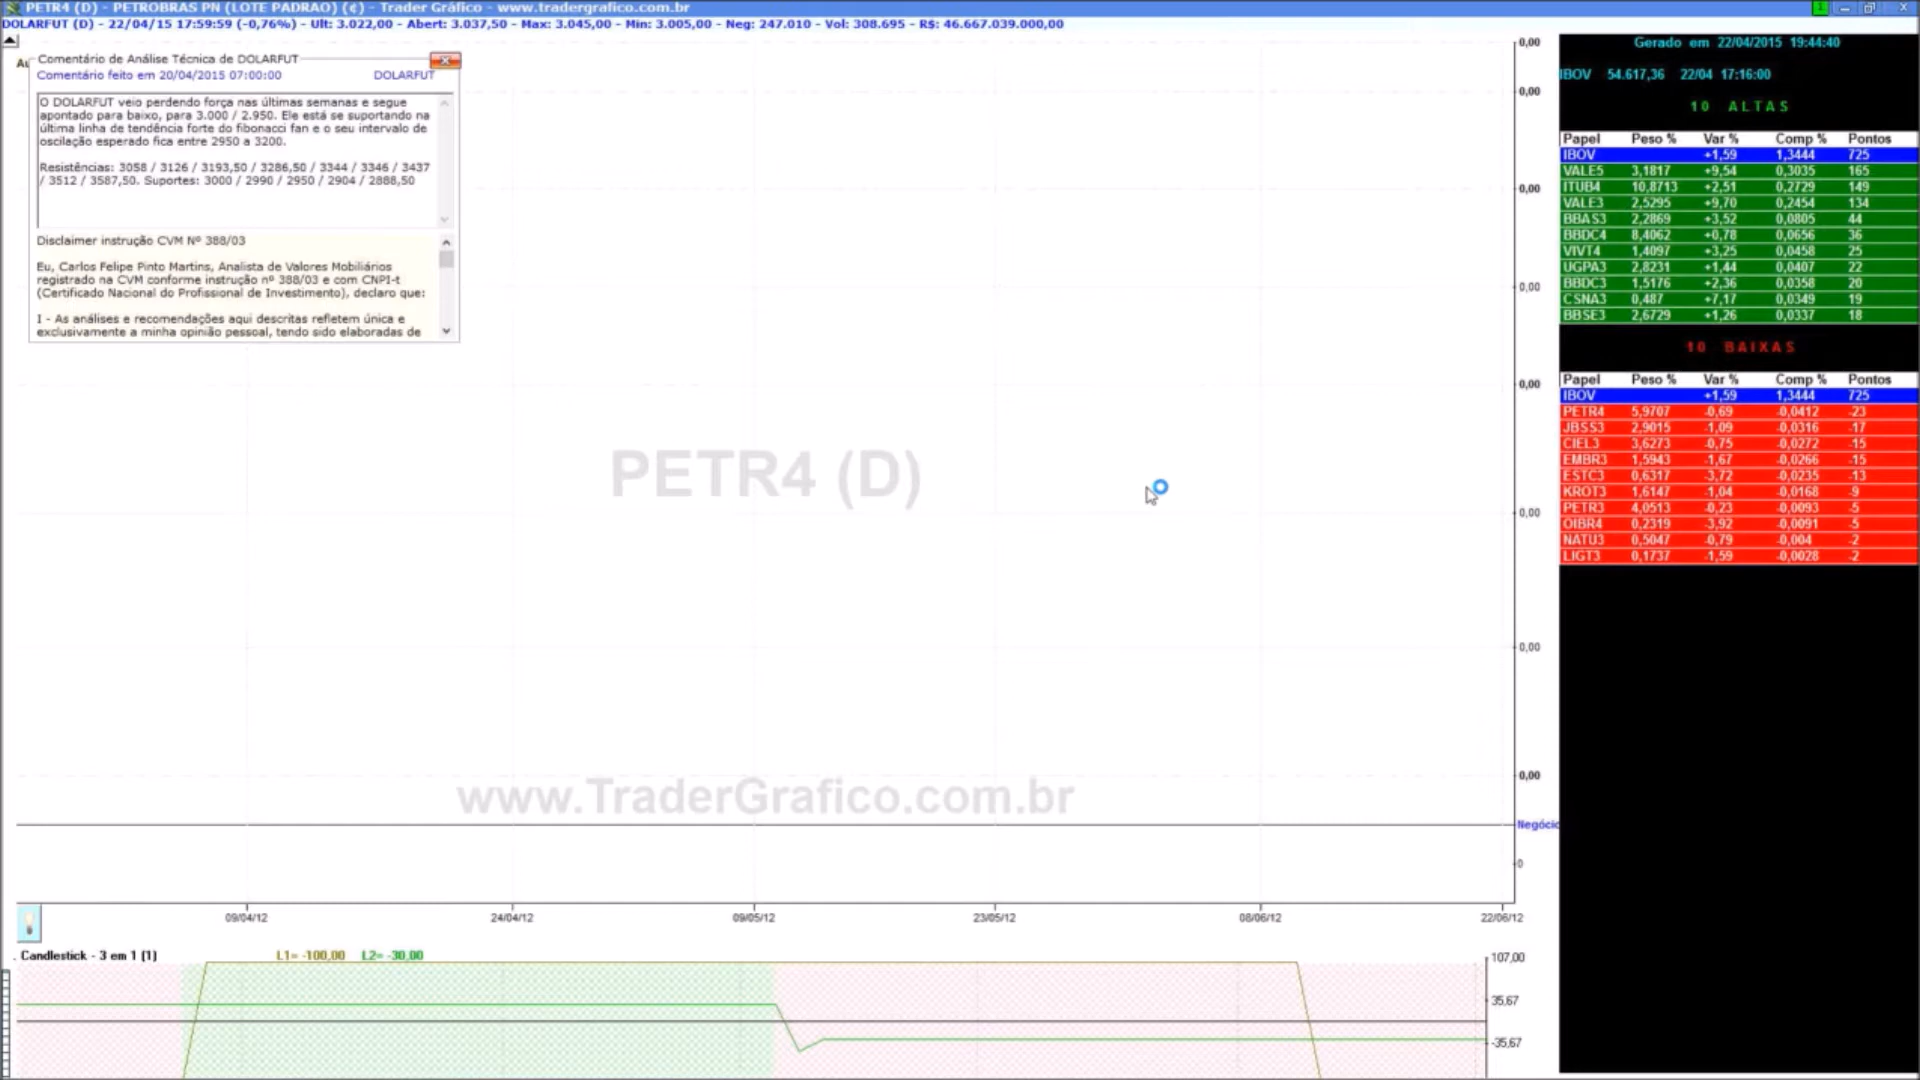 PETR4 (D) - PETROBRAS PN (LOTE PADRAO) (¢) - Trader Gráfico - www.tradergrafico.com.br
DOLARFUT (D) - 22/04/15 17:59:59 (-0,76%) - Ult: 3.022,00 - Abert: 3.037,50 - Max: 3.045,00 - Min: 3.005,00 - Neg: 247.010 - Vol: 308.695 - R$: 46.667.039.000,00
Comentário de Análise Técnica de DOLARFUT
Comentário feito em 20/04/2015 07:00:00 DOLARFUT
O DOLARFUT veio perdendo força nas últimas semanas e segue
apontado para baixo, para 3.000 / 2.950. Ele está se suportando na
última linha de tendência forte do fibonacci fan e o seu intervalo de
oscilação esperado fica entre 2950 a 3200.
Resistências: 3058 / 3126 / 3193,50 / 3286,50 / 3344 / 3346 / 3437
/ 3512 / 3587,50. Suportes: 3000 / 2990 / 2950 / 2904 / 2888,50
Disclaimer instrução CVM Nº 388/03
Eu, Carlos Felipe Pinto Martins, Analista de Valores Mobiliários
registrado na CVM conforme instrução nº 388/03 e com CNPI-t
(Certificado Nacional do Profissional de Investimento), declaro que:
I - As análises e recomendações aqui descritas refletem única e
exclusivamente a minha opinião pessoal, tendo sido elaboradas de
PETR4 (D)
www.TraderGrafico.com.br
0,00
0,00
0,00
0,00
0,00
0,00
0,00
0,00
Negócio
0
09/04/12 24/04/12 09/05/12 23/05/12 08/06/12 22/06/12
. Candlestick - 3 em 1 (1) L1= -100,00 L2= -30,00
107,00
35,67
-35,67
Gerado em 22/04/2015 19:44:40
IBOV 54.617,36 22/04 17:16:00
10 ALTAS
Papel Peso % Var % Comp % Pontos
IBOV +1,59 1,3444 725
VALE5 3,1817 +9,54 0,3035 165
ITUB4 10,8713 +2,51 0,2729 149
VALE3 2,5295 +9,70 0,2454 134
BBAS3 2,2869 +3,52 0,0805 44
BBDC4 8,4062 +0,78 0,0656 36
VIVT4 1,4097 +3,25 0,0458 25
UGPA3 2,8231 +1,44 0,0407 22
BBDC3 1,5176 +2,36 0,0358 20
CSNA3 0,487 +7,17 0,0349 19
BBSE3 2,6729 +1,26 0,0337 18
10 BAIXAS
Papel Peso % Var % Comp % Pontos
IBOV +1,59 1,3444 725
PETR4 5,9707 -0,69 -0,0412 -23
JBSS3 2,9015 -1,09 -0,0316 -17
CIEL3 3,6273 -0,75 -0,0272 -15
EMBR3 1,5943 -1,67 -0,0266 -15
ESTC3 0,6317 -3,72 -0,0235 -13
KROT3 1,6147 -1,04 -0,0168 -9
PETR3 4,0513 -0,23 -0,0093 -5
OIBR4 0,2319 -3,92 -0,0091 -5
NATU3 0,5047 -0,79 -0,004 -2
LIGT3 0,1737 -1,59 -0,0028 -2